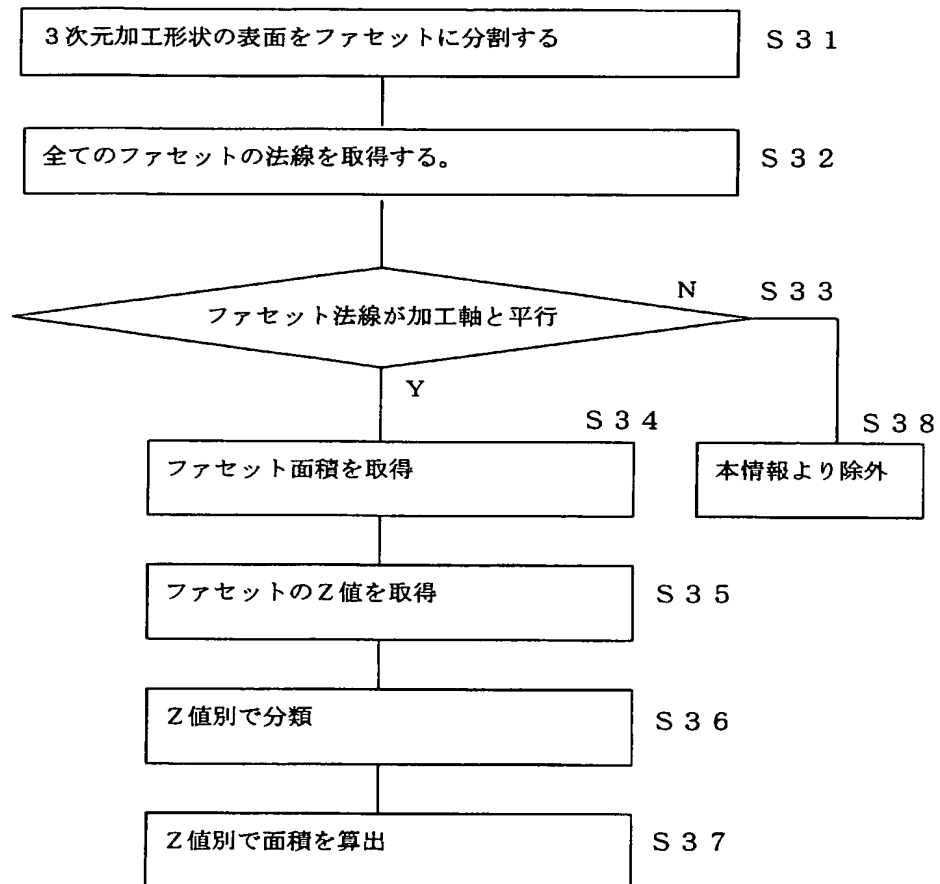 ３次元加工形状の表面をファセットに分割する
Ｓ３１
全てのファセットの法線を取得する。
Ｓ３２
ファセット法線が加工軸と平行
Ｎ
Ｓ３３
Ｙ
Ｓ３４
ファセット面積を取得
Ｓ３８
本情報より除外
ファセットのＺ値を取得
Ｓ３５
Ｚ値別で分類
Ｓ３６
Ｚ値別で面積を算出
Ｓ３７